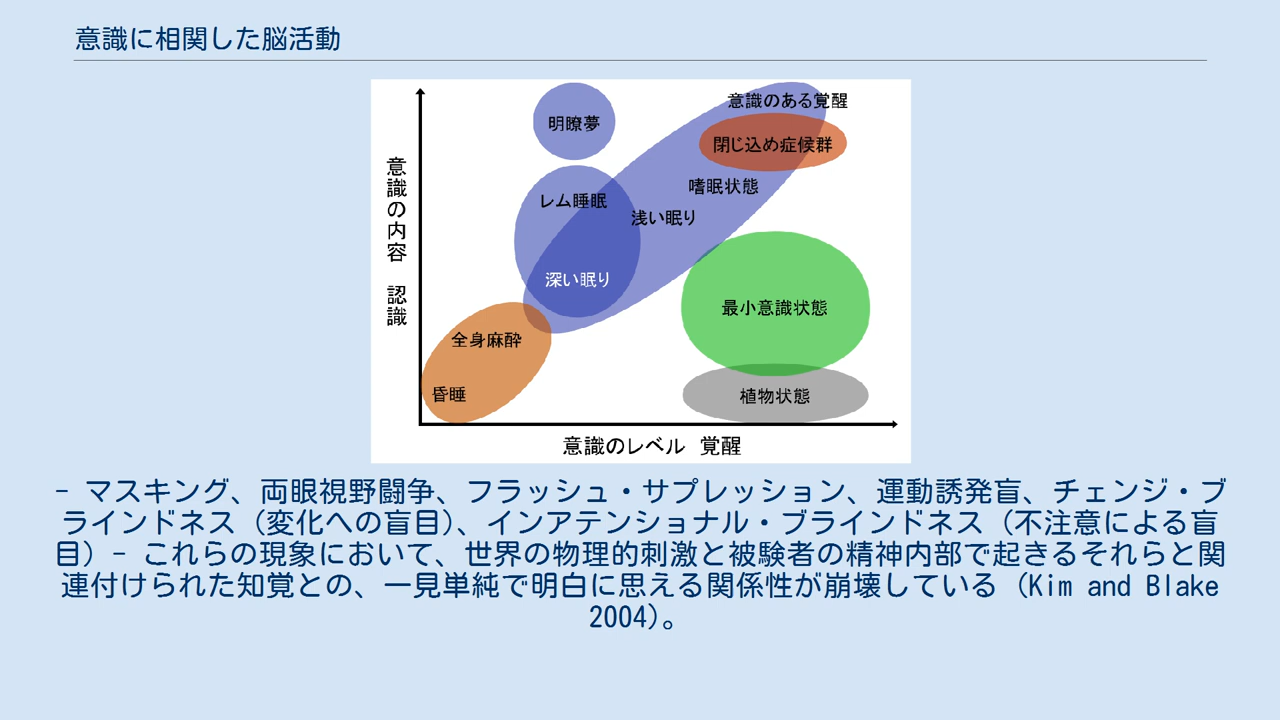 意識に相関した脳活動
明瞭夢
意識のある覚醒
閉じ込め症候群
嗜眠状態
レム睡眠
浅い眠り
深い眠り
最小意識状態
全身麻酔
昏睡
植物状態
意識の内容 認識
意識のレベル 覚醒
- マスキング、両眼視野闘争、フラッシュ・サプレッション、運動誘発盲、チェンジ・ブ
ラインドネス (変化への盲目)、インアテンショナル・ブラインドネス (不注意による盲
目) - これらの現象において、世界の物理的刺激と被験者の精神内部で起きるそれらと関
連付けられた知覚との、一見単純で明白に思える関係性が崩壊している (Kim and Blake
2004)。